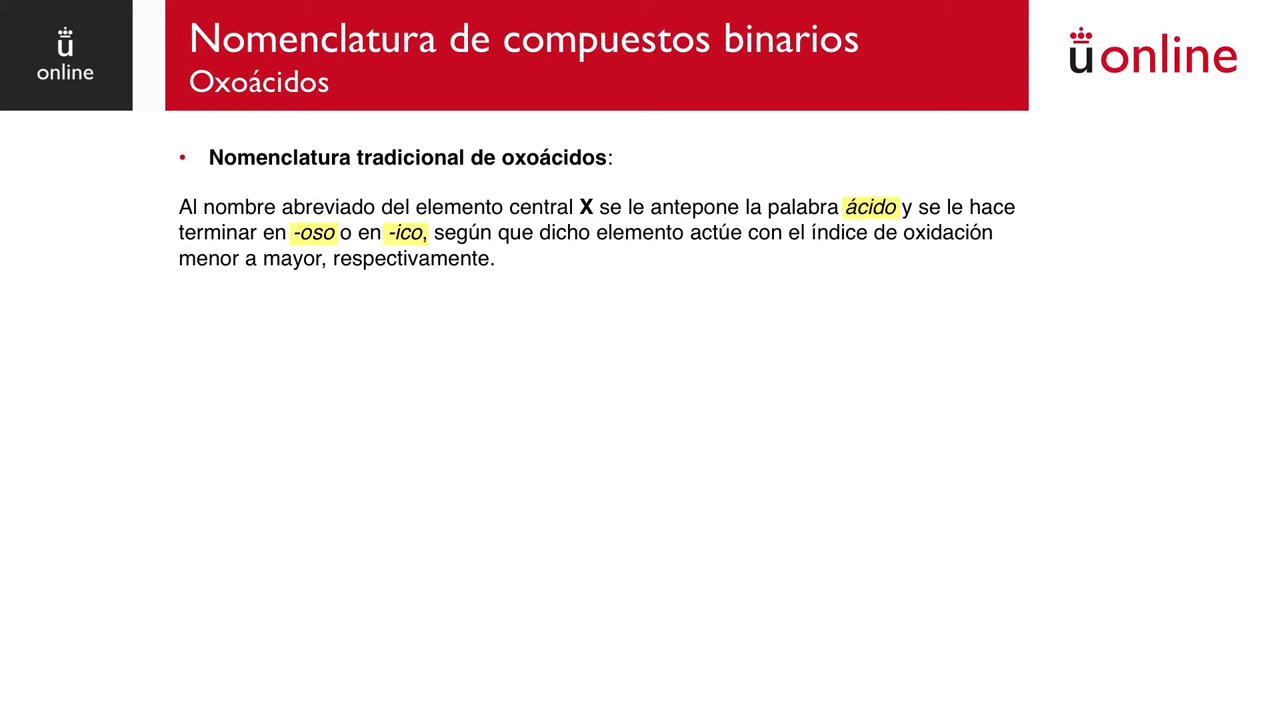 ü
online
Nomenclatura de compuestos binarios
Oxoácidos
ü online
• Nomenclatura tradicional de oxoácidos:
Al nombre abreviado del elemento central X se le antepone la palabra ácido y se le hace
terminar en -oso o en -ico, según que dicho elemento actúe con el índice de oxidación
menor a mayor, respectivamente.